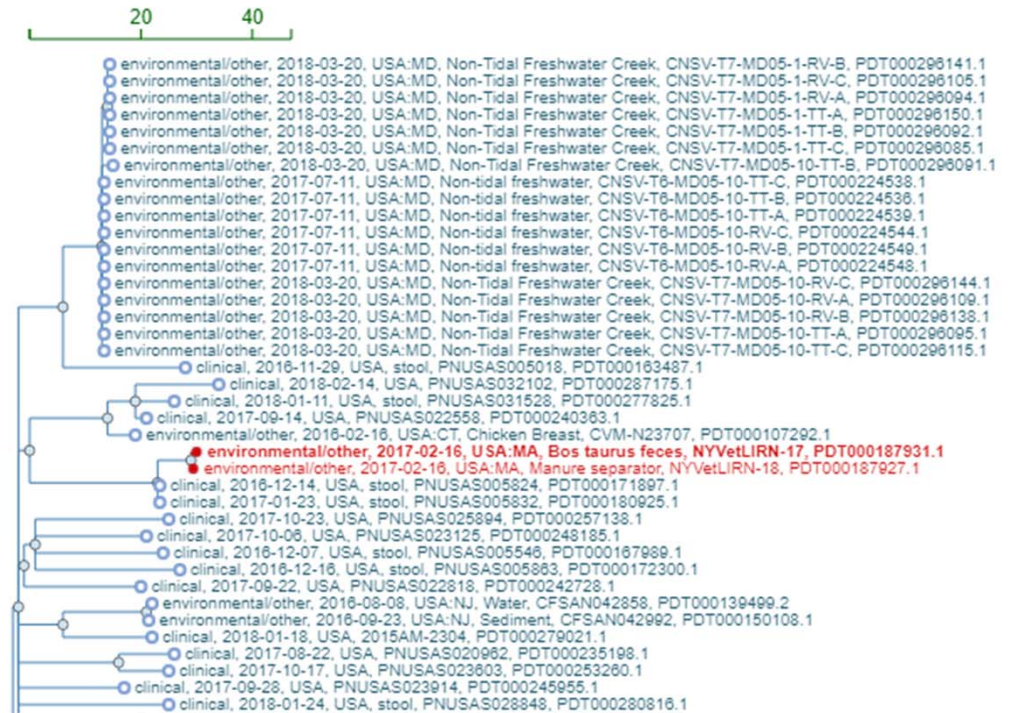 20 40
environmental/other, 2018-03-20, USA:MD, Non-Tidal Freshwater Creek, CNSV-T7-MD05-1-RV-B, PDT000296141.1
environmental/other, 2018-03-20, USA:MD, Non-Tidal Freshwater Creek, CNSV-T7-MD05-1-RV-C, PDT000296105.1
environmental/other, 2018-03-20, USA:MD, Non-Tidal Freshwater Creek, CNSV-T7-MD05-1-RV-A, PDT000296094.1
environmental/other, 2018-03-20, USA:MD, Non-Tidal Freshwater Creek, CNSV-T7-MD05-1-TT-A, PDT000296150.1
environmental/other, 2018-03-20, USA:MD, Non-Tidal Freshwater Creek, CNSV-T7-MD05-1-TT-B, PDT000296092.1
environmental/other, 2018-03-20, USA:MD, Non-Tidal Freshwater Creek, CNSV-T7-MD05-1-TT-C, PDT000296085.1
environmental/other, 2018-03-20, USA:MD, Non-Tidal Freshwater Creek, CNSV-T7-MD05-10-TT-B, PDT000296091.1
environmental/other, 2017-07-11, USA:MD, Non-tidal freshwater, CNSV-T6-MD05-10-TT-C, PDT000224538.1
environmental/other, 2017-07-11, USA:MD, Non-tidal freshwater, CNSV-T6-MD05-10-TT-B, PDT000224536.1
environmental/other, 2017-07-11, USA:MD, Non-tidal freshwater, CNSV-T6-MD05-10-TT-A, PDT000224539.1
environmental/other, 2017-07-11, USA:MD, Non-tidal freshwater, CNSV-T6-MD05-10-RV-C, PDT000224544.1
environmental/other, 2017-07-11, USA:MD, Non-tidal freshwater, CNSV-T6-MD05-10-RV-B, PDT000224549.1
environmental/other, 2017-07-11, USA:MD, Non-tidal freshwater, CNSV-T6-MD05-10-RV-A, PDT000224548.1
environmental/other, 2018-03-20, USA:MD, Non-Tidal Freshwater Creek, CNSV-T7-MD05-10-RV-C, PDT000296144.1
environmental/other, 2018-03-20, USA:MD, Non-Tidal Freshwater Creek, CNSV-T7-MD05-10-RV-A, PDT000296109.1
environmental/other, 2018-03-20, USA:MD, Non-Tidal Freshwater Creek, CNSV-T7-MD05-10-RV-B, PDT000296138.1
environmental/other, 2018-03-20, USA:MD, Non-Tidal Freshwater Creek, CNSV-T7-MD05-10-TT-A, PDT000296095.1
environmental/other, 2018-03-20, USA:MD, Non-Tidal Freshwater Creek, CNSV-T7-MD05-10-TT-C, PDT000296115.1
clinical, 2016-11-29, USA, stool, PNUSAS005018, PDT000163487.1
clinical, 2018-02-14, USA, PNUSAS032102, PDT000287175.1
clinical, 2018-01-11, USA, stool, PNUSAS031528, PDT000277825.1
clinical, 2017-09-14, USA, PNUSAS022558, PDT000240363.1
environmental/other, 2016-02-16, USA:CT, Chicken Breast, CVM-N23707, PDT000107292.1
environmental/other, 2017-02-16, USA:MA, Bos taurus feces, NYVetLIRN-17, PDT000187931.1
environmental/other, 2017-02-16, USA:MA, Manure separator, NYVetLIRN-18, PDT000187927.1
clinical, 2016-12-14, USA, stool, PNUSAS005824, PDT000171897.1
clinical, 2017-01-23, USA, stool, PNUSAS005832, PDT000180925.1
clinical, 2017-10-23, USA, PNUSAS025894, PDT000257138.1
clinical, 2017-10-06, USA, PNUSAS023125, PDT000248185.1
clinical, 2016-12-07, USA, stool, PNUSAS005546, PDT000167989.1
clinical, 2016-12-16, USA, stool, PNUSAS005863, PDT000172300.1
clinical, 2017-09-22, USA, PNUSAS022818, PDT000242728.1
environmental/other, 2016-08-08, USA:NJ, Water, CFSAN042858, PDT000139499.2
environmental/other, 2016-09-23, USA:NJ, Sediment, CFSAN042992, PDT000150108.1
clinical, 2018-01-18, USA, 2015AM-2304, PDT000279021.1
clinical, 2017-08-22, USA, PNUSAS020962, PDT000235198.1
clinical, 2017-10-17, USA, PNUSAS023603, PDT000253260.1
clinical, 2017-09-28, USA, PNUSAS023914, PDT000245955.1
clinical, 2018-01-24, USA, stool, PNUSAS028848, PDT000280816.1